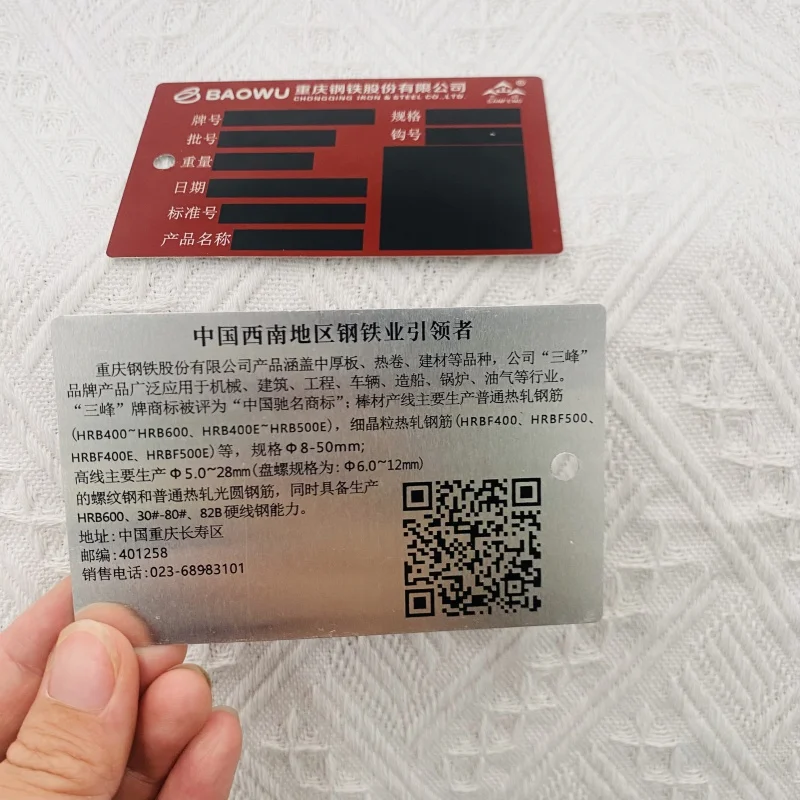 BAOWU 重庆钢铁股份有限公司
CHONGQING IRON & STEEL CO.,LTD.
牌号 规格
批号 钩号
重量
日期
标准号
产品名称
中国西南地区钢铁业引领者
重庆钢铁股份有限公司产品涵盖中厚板、热卷、建材等品种，公司“三峰”
品牌产品广泛应用于机械、建筑、工程、车辆、造船、锅炉、油气等行业。
“三峰”牌商标被评为“中国驰名商标”；棒材产线主要生产普通热轧钢筋
(HRB400~HRB600、HRB400E~HRB500E)，细晶粒热轧钢筋(HRBF400、HRBF500、
HRBF400E、HRBF500E)等，规格Φ8-50mm;
高线主要生产Φ5.0~28mm(盘螺规格为:Φ6.0~12mm)
的螺纹钢和普通热轧光圆钢筋，同时具备生产
HRB600、30#-80#、82B硬线钢能力。
地址:中国重庆长寿区
邮编:401258
销售电话:023-68983101